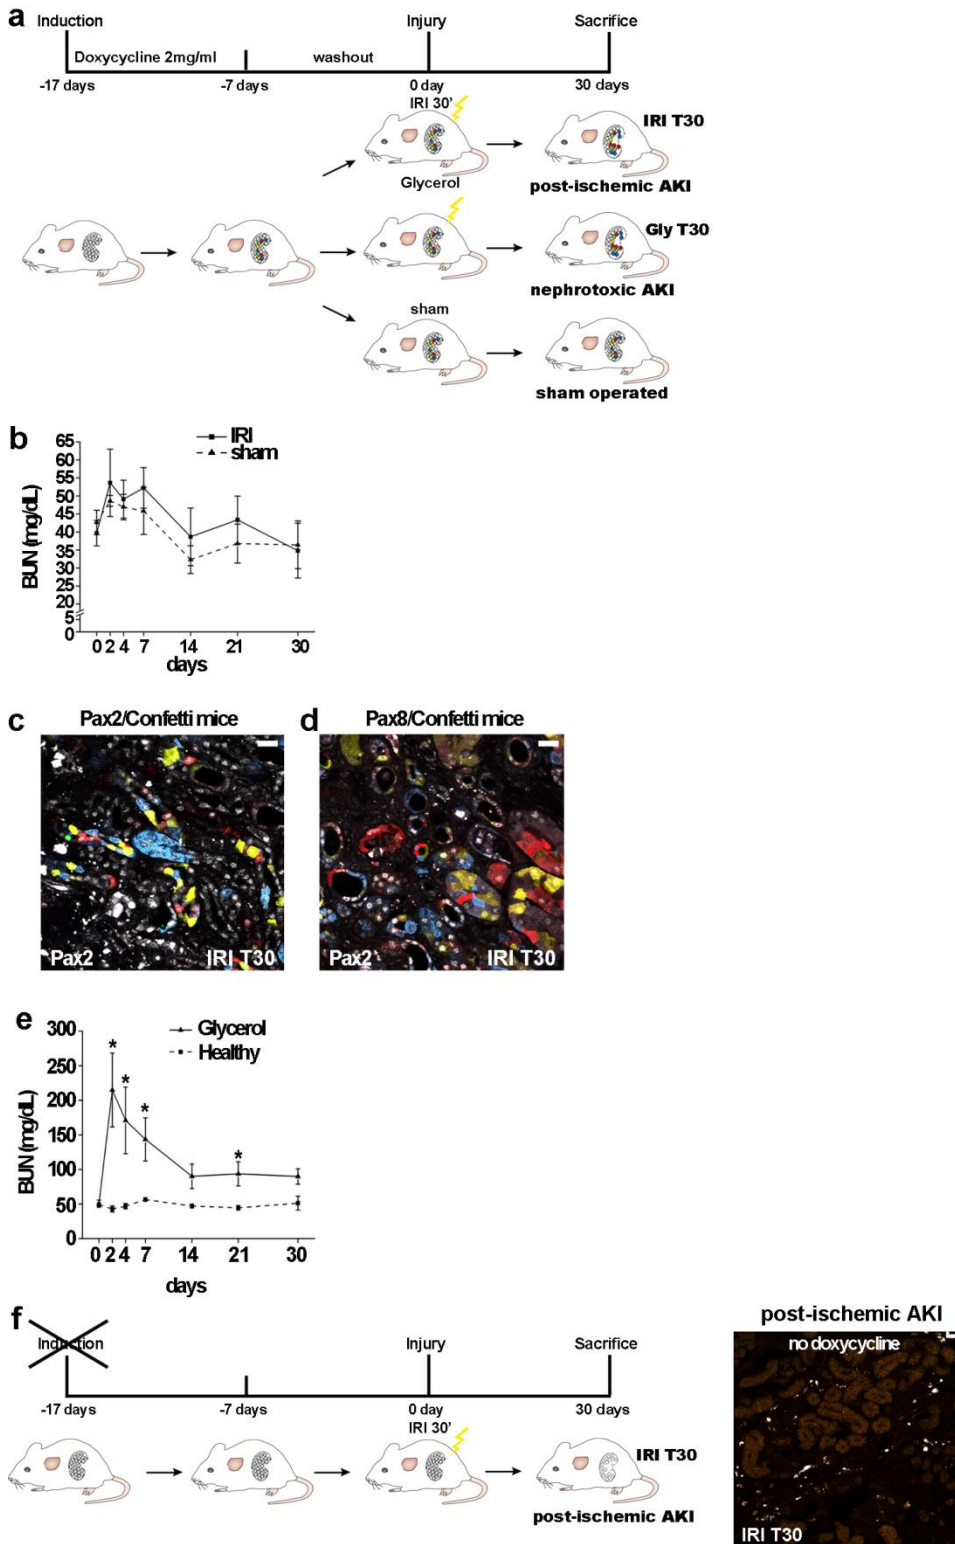 a
Induction Injury Sacrifice
Doxycycline 2mg/ml washout
-17 days -7 days 0 day 30 days
IRI 30'
IRI T30
post-ischemic AKI
Glycerol
Gly T30
nephrotoxic AKI
sham
sham operated
b
IRI
sham
BUN (mg/dL)
65
60
55
50
45
40
35
30
25
20
5
0
0 2 4 7 14 21 30
days
c
Pax2/Confetti mice
Pax2 IRI T30
d
Pax8/Confetti mice
Pax2 IRI T30
e
Glycerol
Healthy
BUN (mg/dL)
300
250
200
150
100
50
0
* * * *
0 2 4 7 14 21 30
days
f
Induction Injury Sacrifice
-17 days -7 days 0 day 30 days
IRI 30'
IRI T30
post-ischemic AKI
post-ischemic AKI
no doxycycline
IRI T30